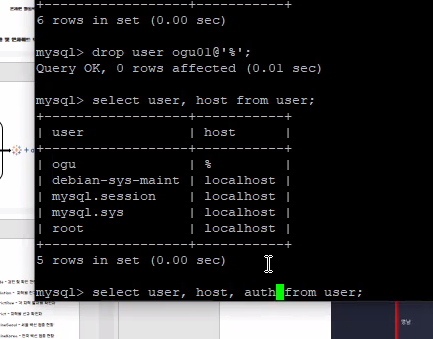 +------------------+-----------+
6 rows in set (0.00 sec)
mysql> drop user ogu01@'%';
Query OK, 0 rows affected (0.01 sec)
mysql> select user, host from user;
+------------------+-----------+
| user             | host      |
+------------------+-----------+
| ogu              | %         |
| debian-sys-maint | localhost |
| mysql.session    | localhost |
| mysql.sys        | localhost |
| root             | localhost |
+------------------+-----------+
5 rows in set (0.00 sec)
mysql> select user, host, auth from user;